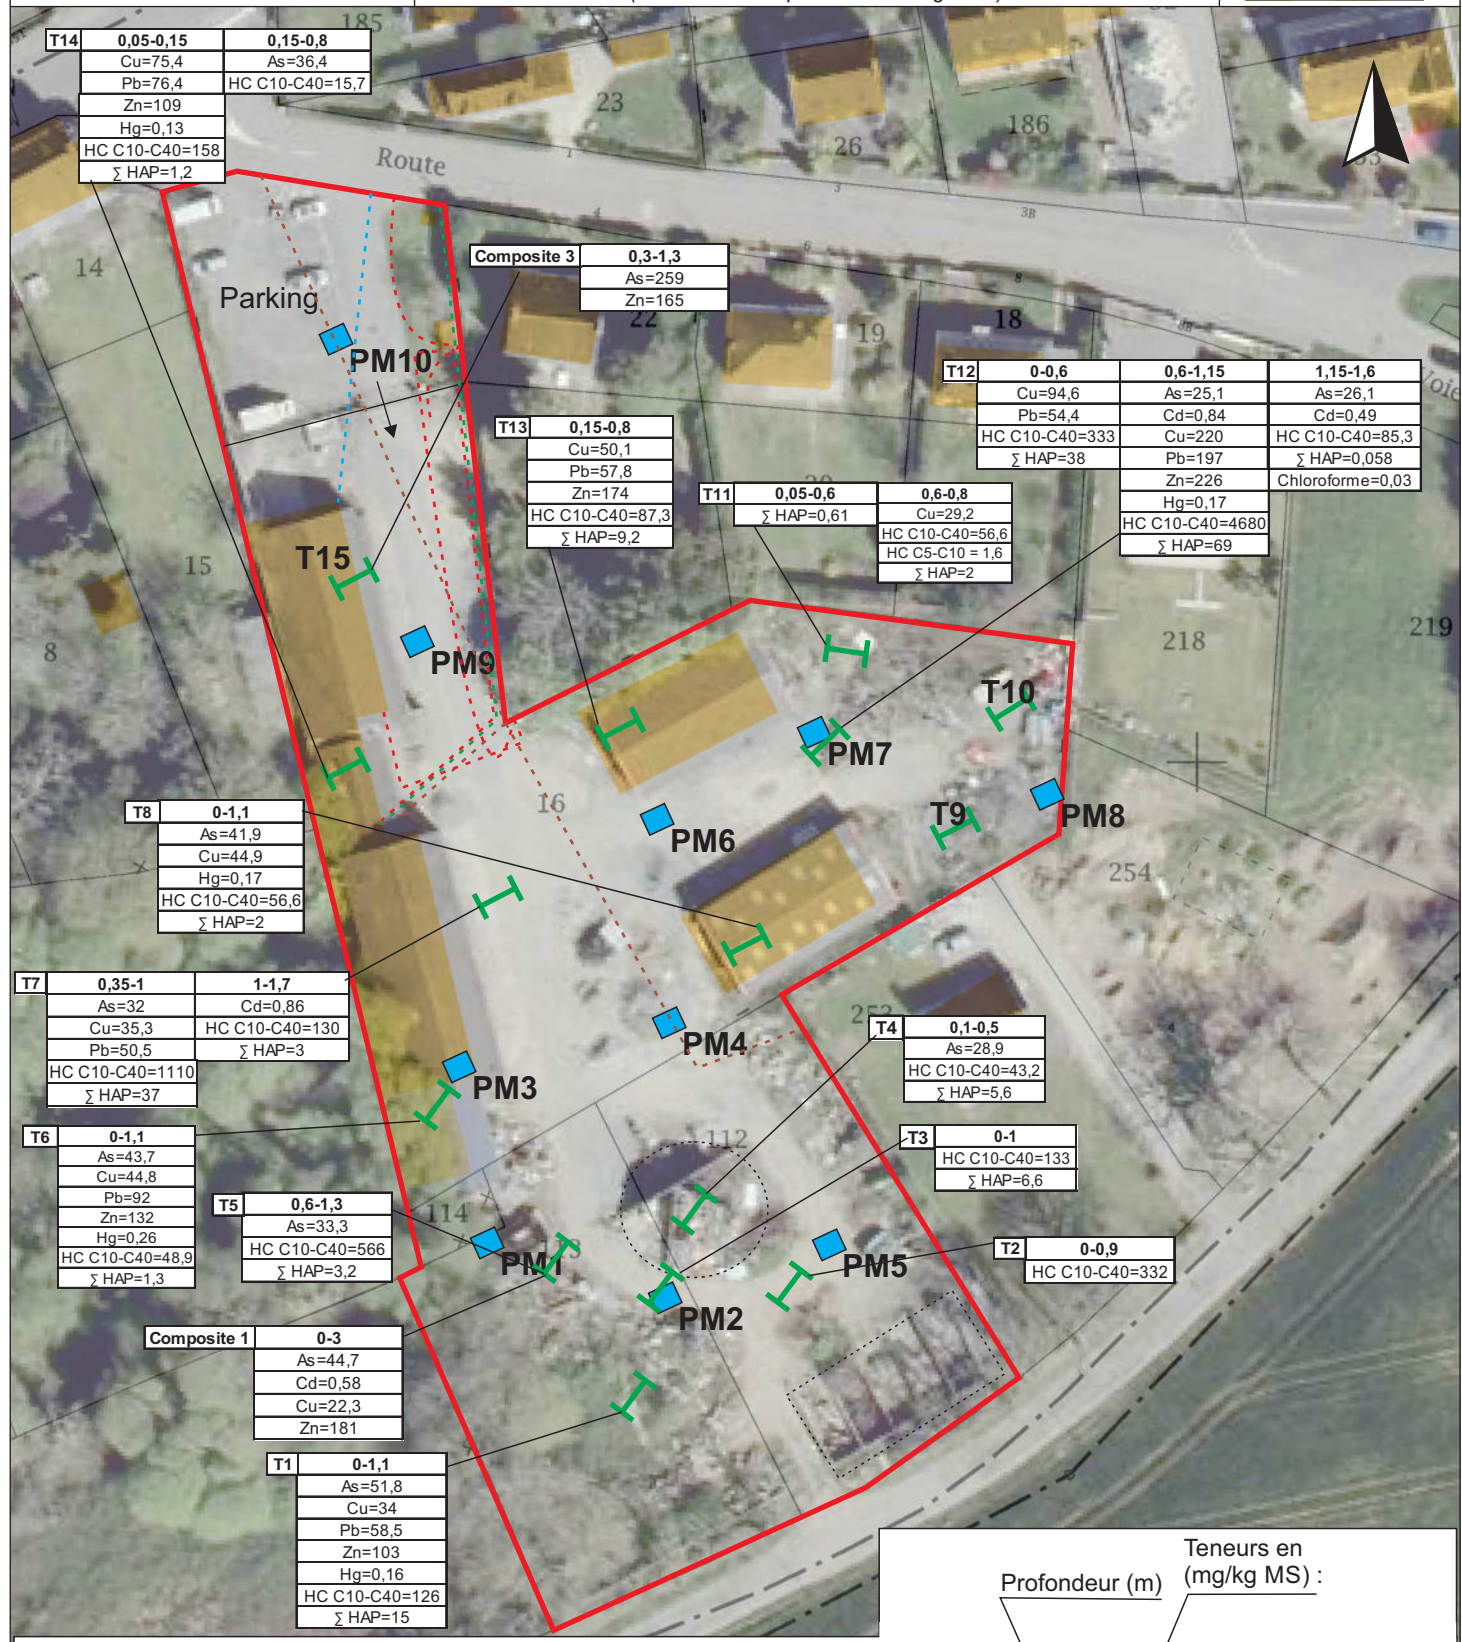 185
T14 0,05-0,15 0,15-0,8
Cu=75,4 As=36,4
Pb=76,4 HC C10-C40=15,7
Zn=109
Hg=0,13
HC C10-C40=158
∑ HAP=1,2
23
26
186
Route
1
3
3B
4
6
8
14
Parking
Composite 3 0,3-1,3
As=259
Zn=165
22
19
18
PM10
T12 0-0,6 0,6-1,15 1,15-1,6
Cu=94,6 As=25,1 As=26,1
Pb=54,4 Cd=0,84 Cd=0,49
HC C10-C40=333 Cu=220 HC C10-C40=85,3
∑ HAP=38 Pb=197 ∑ HAP=0,058
Zn=226 Chloroforme=0,03
Hg=0,17
HC C10-C40=4680
∑ HAP=69
T13 0,15-0,8
Cu=50,1
Pb=57,8
Zn=174
HC C10-C40=87,3
∑ HAP=9,2
T11 0,05-0,6 0,6-0,8
∑ HAP=0,61 Cu=29,2
HC C10-C40=56,6
HC C5-C10 = 1,6
∑ HAP=2
T15
15
8
218
219
PM9
T10
PM7
16
T8 0-1,1
As=41,9
Cu=44,9
Hg=0,17
HC C10-C40=56,6
∑ HAP=2
PM6
T9
PM8
254
T7 0,35-1 1-1,7
As=32 Cd=0,86
Cu=35,3 HC C10-C40=130
Pb=50,5 ∑ HAP=3
HC C10-C40=1110
∑ HAP=37
T4 0,1-0,5
As=28,9
HC C10-C40=43,2
∑ HAP=5,6
PM4
PM3
T6 0-1,1
As=43,7
Cu=44,8
Pb=92
Zn=132
Hg=0,26
HC C10-C40=48,9
∑ HAP=1,3
112
T3 0-1
HC C10-C40=133
∑ HAP=6,6
T5 0,6-1,3
As=33,3
HC C10-C40=566
∑ HAP=3,2
114
PM1
PM5
T2 0-0,9
HC C10-C40=332
PM2
Composite 1 0-3
As=44,7
Cd=0,58
Cu=22,3
Zn=181
T1 0-1,1
As=51,8
Cu=34
Pb=58,5
Zn=103
Hg=0,16
HC C10-C40=126
∑ HAP=15
Teneurs en
(mg/kg MS) :
Profondeur (m)